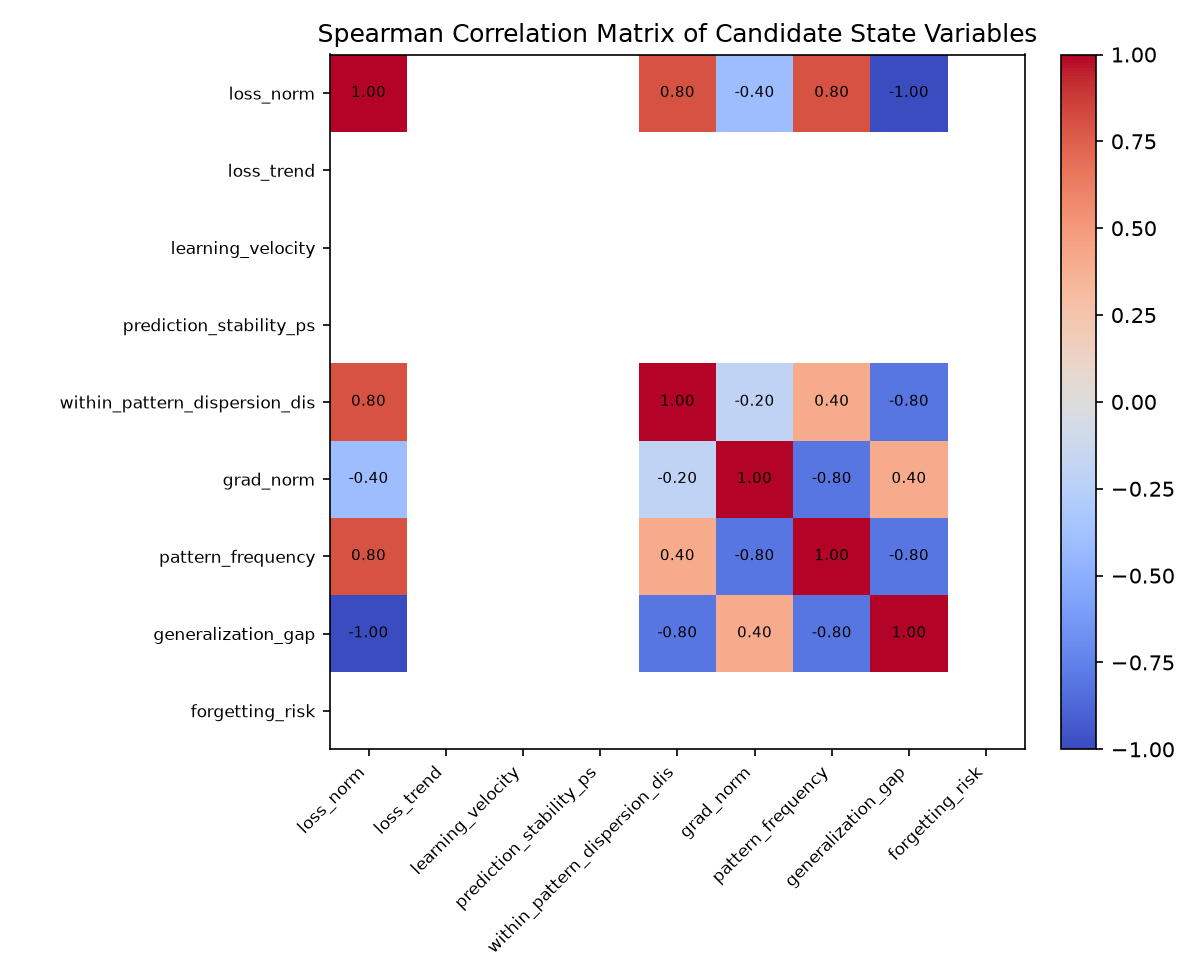 Spearman Correlation Matrix of Candidate State Variables
loss_norm
1.00 0.80 -0.40 0.80 -1.00
loss_trend
learning_velocity
prediction_stability_ps
within_pattern_dispersion_dis
0.80 1.00 -0.20 0.40 -0.80
grad_norm
-0.40 -0.20 1.00 -0.80 0.40
pattern_frequency
0.80 0.40 -0.80 1.00 -0.80
generalization_gap
-1.00 -0.80 0.40 -0.80 1.00
forgetting_risk
loss_norm
loss_trend
learning_velocity
prediction_stability_ps
within_pattern_dispersion_dis
grad_norm
pattern_frequency
generalization_gap
forgetting_risk
1.00
0.75
0.50
0.25
0.00
−0.25
−0.50
−0.75
−1.00